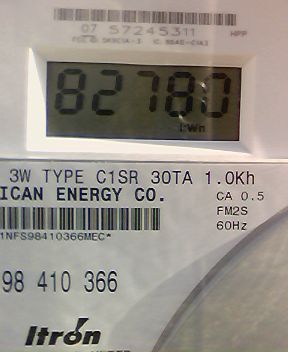 07 57245311
HPP
82780
kWh
3W TYPE C1SR 30TA 1.0Kh
ICAN ENERGY CO.
CA 0.5
FM2S
60Hz
1NFS98410366MEC*
98 410 366
Itron